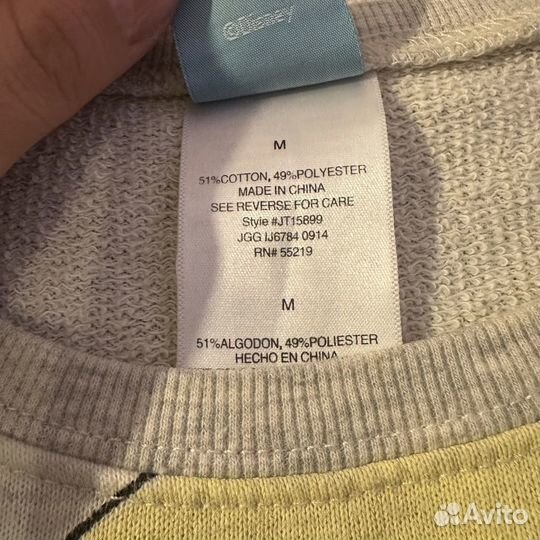 ©Disney
M
51%COTTON, 49%POLYESTER
MADE IN CHINA
SEE REVERSE FOR CARE
Style #JT15899
JGG IJ6784 0914
RN# 55219
M
51%ALGODON, 49%POLIESTER
HECHO EN CHINA
Avito